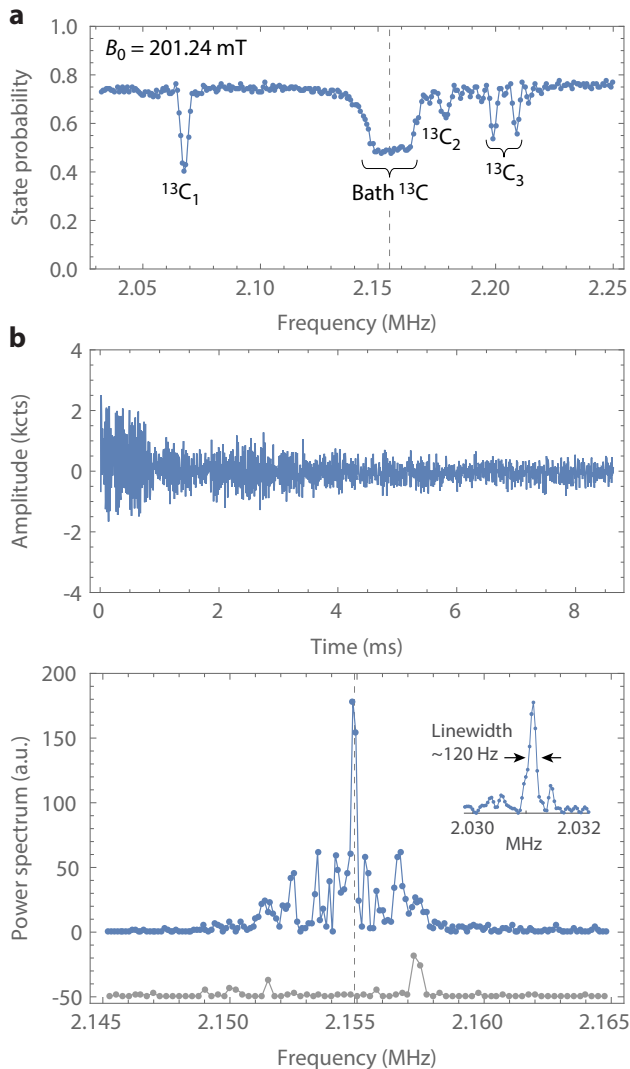 a
B₀ = 201.24 mT
State probability
1.0
0.8
0.6
0.4
0.2
0.0
¹³C₁
Bath ¹³C
¹³C₂
¹³C₃
2.05
2.10
2.15
2.20
2.25
Frequency (MHz)
b
Amplitude (kcts)
4
2
0
-2
-4
0
2
4
6
8
Time (ms)
Power spectrum (a.u.)
200
150
100
50
0
-50
Linewidth
~120 Hz
2.030
2.032
MHz
2.145
2.150
2.155
2.160
2.165
Frequency (MHz)